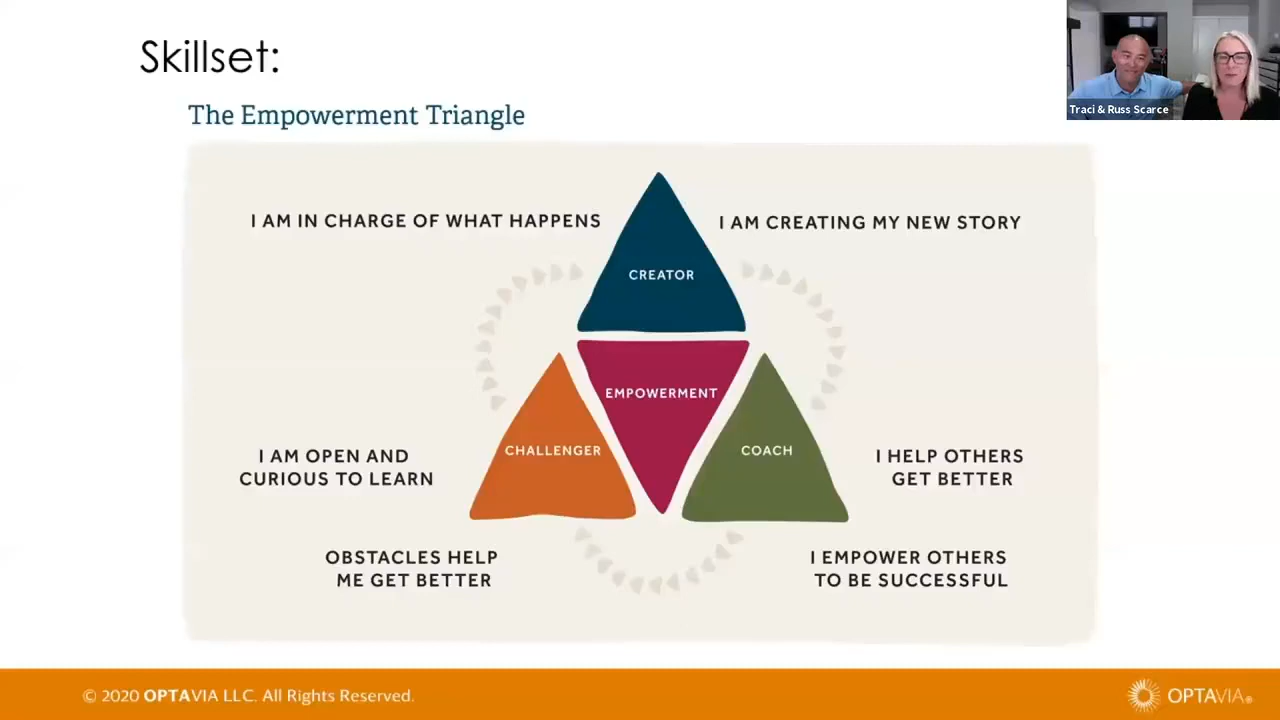 Skillset:
The Empowerment Triangle
Traci & Russ Scarce
I AM IN CHARGE OF WHAT HAPPENS
I AM CREATING MY NEW STORY
CREATOR
EMPOWERMENT
CHALLENGER
COACH
I AM OPEN AND
CURIOUS TO LEARN
I HELP OTHERS
GET BETTER
OBSTACLES HELP
ME GET BETTER
I EMPOWER OTHERS
TO BE SUCCESSFUL
© 2020 OPTAVIA LLC. All Rights Reserved.
OPTAVIA®